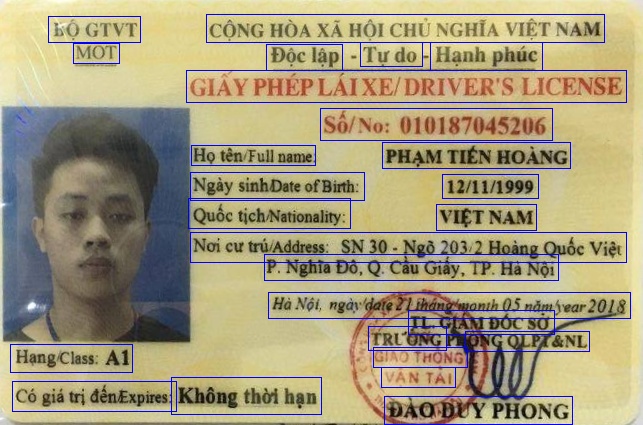 BỘ GTVT
MOT
CỘNG HÒA XÃ HỘI CHỦ NGHĨA VIỆT NAM
Độc lập - Tự do - Hạnh phúc
GIẤY PHÉP LÁI XE/ DRIVER'S LICENSE
Số/No: 010187045206
Họ tên/Full name: PHẠM TIẾN HOÀNG
Ngày sinh/Date of Birth: 12/11/1999
Quốc tịch/Nationality: VIỆT NAM
Nơi cư trú/Address: SN 30 - Ngõ 203/2 Hoàng Quốc Việt
P. Nghĩa Đô, Q. Cầu Giấy, TP. Hà Nội
Hà Nội, ngày/date 21 tháng/month 05 năm/year 2018
TL. GIÁM ĐỐC SỞ
TRƯỞNG PHÒNG QLPT&NL
GIAO THÔNG
VẬN TẢI
Hạng/Class: A1
Có giá trị đến/Expires: Không thời hạn
ĐÀO DUY PHONG